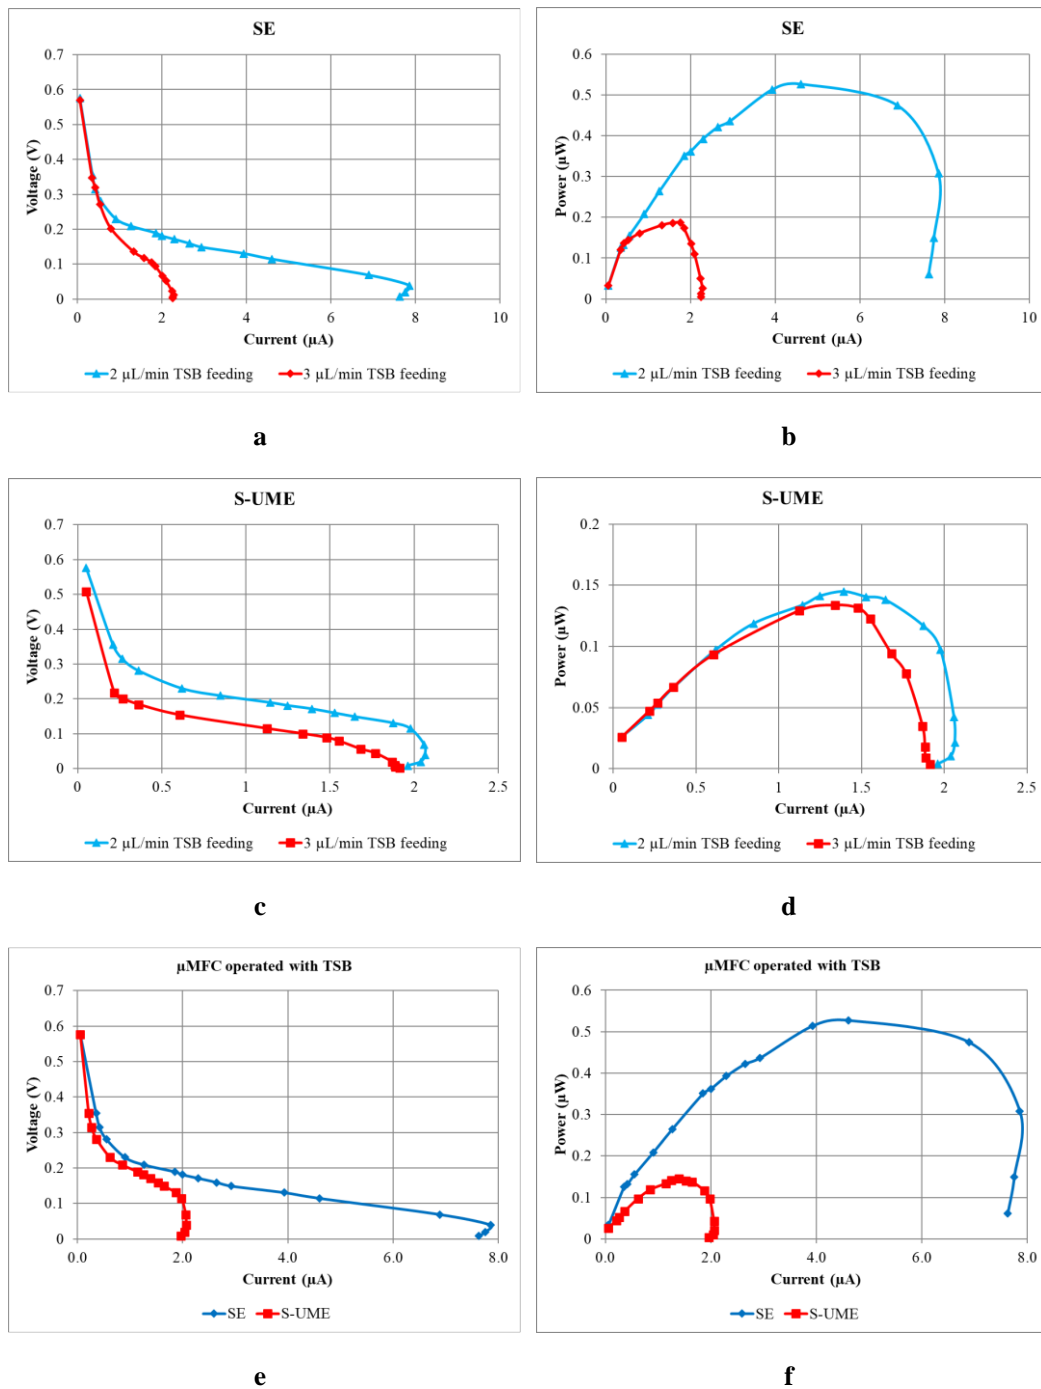 SE
0.7
0.6
0.5
0.4
0.3
0.2
0.1
0
Voltage (V)
0 2 4 6 8 10
Current (µA)
2 µL/min TSB feeding 3 µL/min TSB feeding
a
SE
0.6
0.5
0.4
0.3
0.2
0.1
0
Power (µW)
0 2 4 6 8 10
Current (µA)
2 µL/min TSB feeding 3 µL/min TSB feeding
b
S-UME
0.7
0.6
0.5
0.4
0.3
0.2
0.1
0
Voltage (V)
0 0.5 1 1.5 2 2.5
Current (µA)
2 µL/min TSB feeding 3 µL/min TSB feeding
c
S-UME
0.2
0.15
0.1
0.05
0
Power (µW)
0 0.5 1 1.5 2 2.5
Current (µA)
2 µL/min TSB feeding 3 µL/min TSB feeding
d
µMFC operated with TSB
0.7
0.6
0.5
0.4
0.3
0.2
0.1
0
Voltage (V)
0.0 2.0 4.0 6.0 8.0
Current (µA)
SE S-UME
e
µMFC operated with TSB
0.6
0.5
0.4
0.3
0.2
0.1
0
Power (µW)
0.0 2.0 4.0 6.0 8.0
Current (µA)
SE S-UME
f